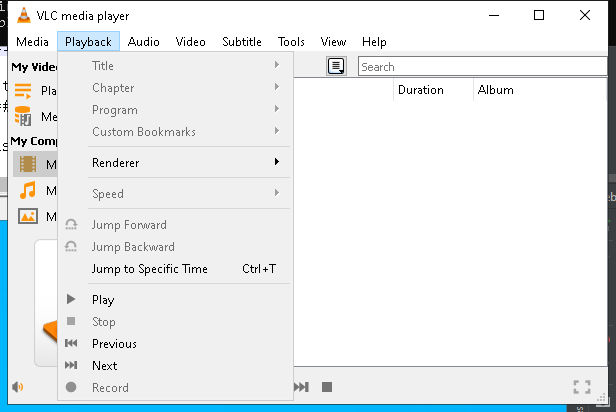 VLC media player
Media Playback Audio Video Subtitle Tools View Help
My Vide
Pla
Me
My Comp
M
M
M
Search
Duration Album
Title
Chapter
Program
Custom Bookmarks
Renderer
Speed
Jump Forward
Jump Backward
Jump to Specific Time Ctrl+T
Play
Stop
Previous
Next
Record